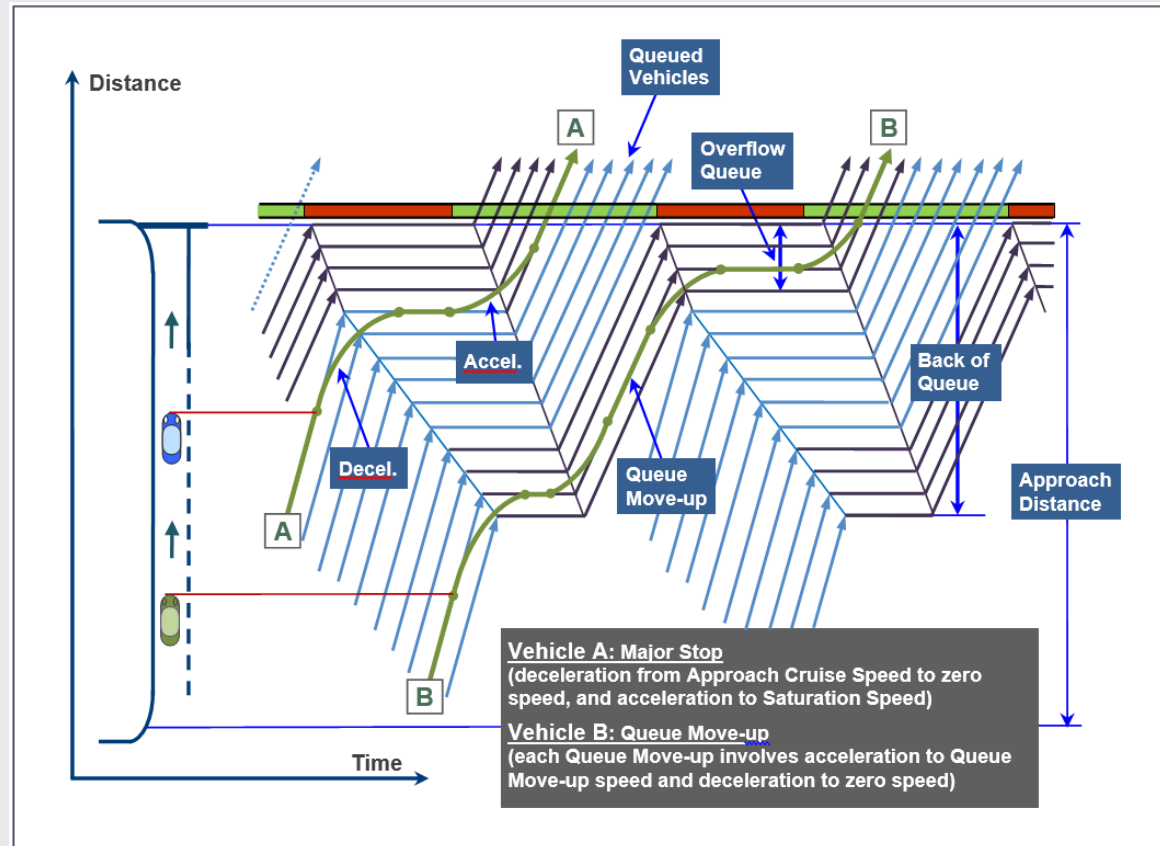 Distance
Queued
Vehicles
A
B
Overflow
Queue
Accel.
Decel.
Back of
Queue
Queue
Move-up
Approach
Distance
A
B
Vehicle A: Major Stop
(deceleration from Approach Cruise Speed to zero
speed, and acceleration to Saturation Speed)
Vehicle B: Queue Move-up
(each Queue Move-up involves acceleration to Queue
Move-up speed and deceleration to zero speed)
Time